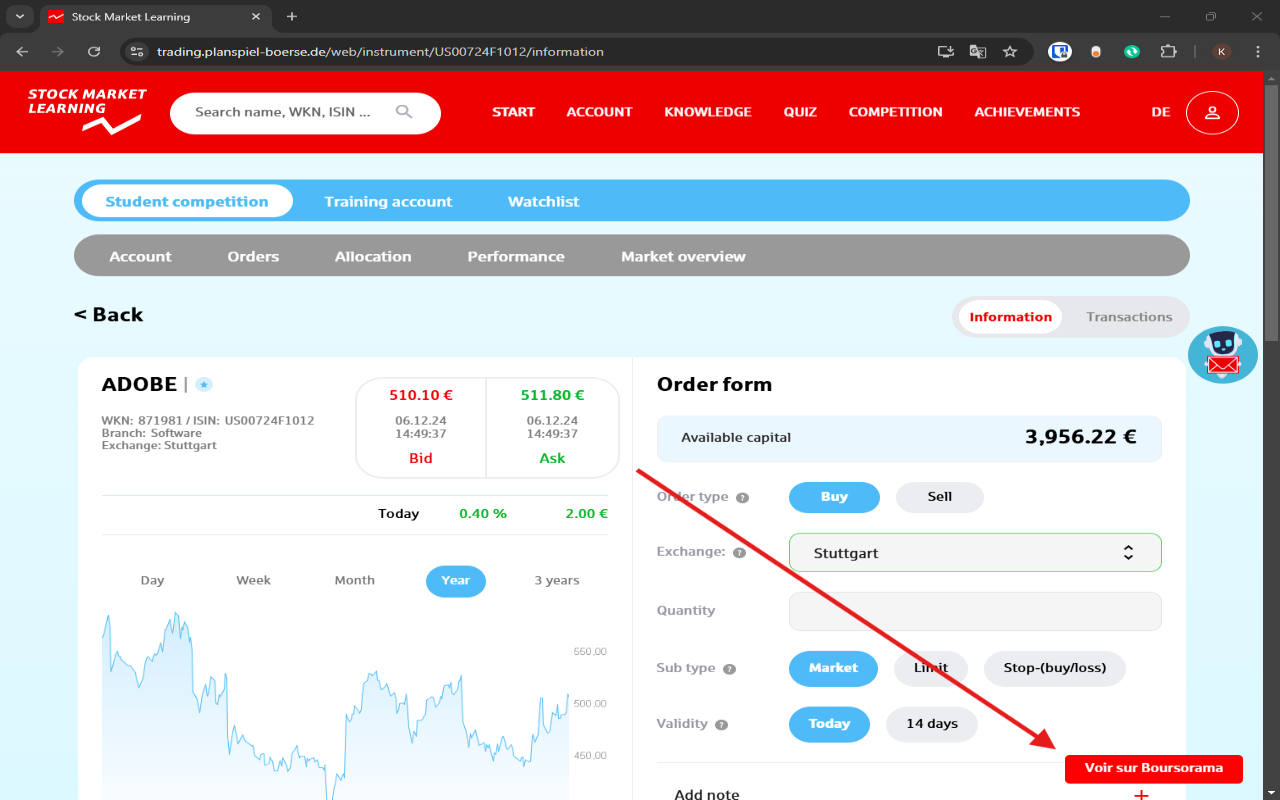 Stock Market Learning
trading.planspiel-boerse.de/web/instrument/US00724F1012/information
K
STOCK MARKET
LEARNING
Search name, WKN, ISIN ...
START ACCOUNT KNOWLEDGE QUIZ COMPETITION ACHIEVEMENTS DE
Student competition Training account Watchlist
Account Orders Allocation Performance Market overview
< Back
Information Transactions
ADOBE |
WKN: 871981 / ISIN: US00724F1012
Branch: Software
Exchange: Stuttgart
510.10 € 511.80 €
06.12.24 06.12.24
14:49:37 14:49:37
Bid Ask
Today 0.40 % 2.00 €
Day Week Month Year 3 years
550.00
500.00
450.00
Order form
Available capital 3,956.22 €
Order type ? Buy Sell
Exchange: ? Stuttgart
Quantity
Sub type ? Market Limit Stop-(buy/loss)
Validity ? Today 14 days
Voir sur Boursorama
Add note +